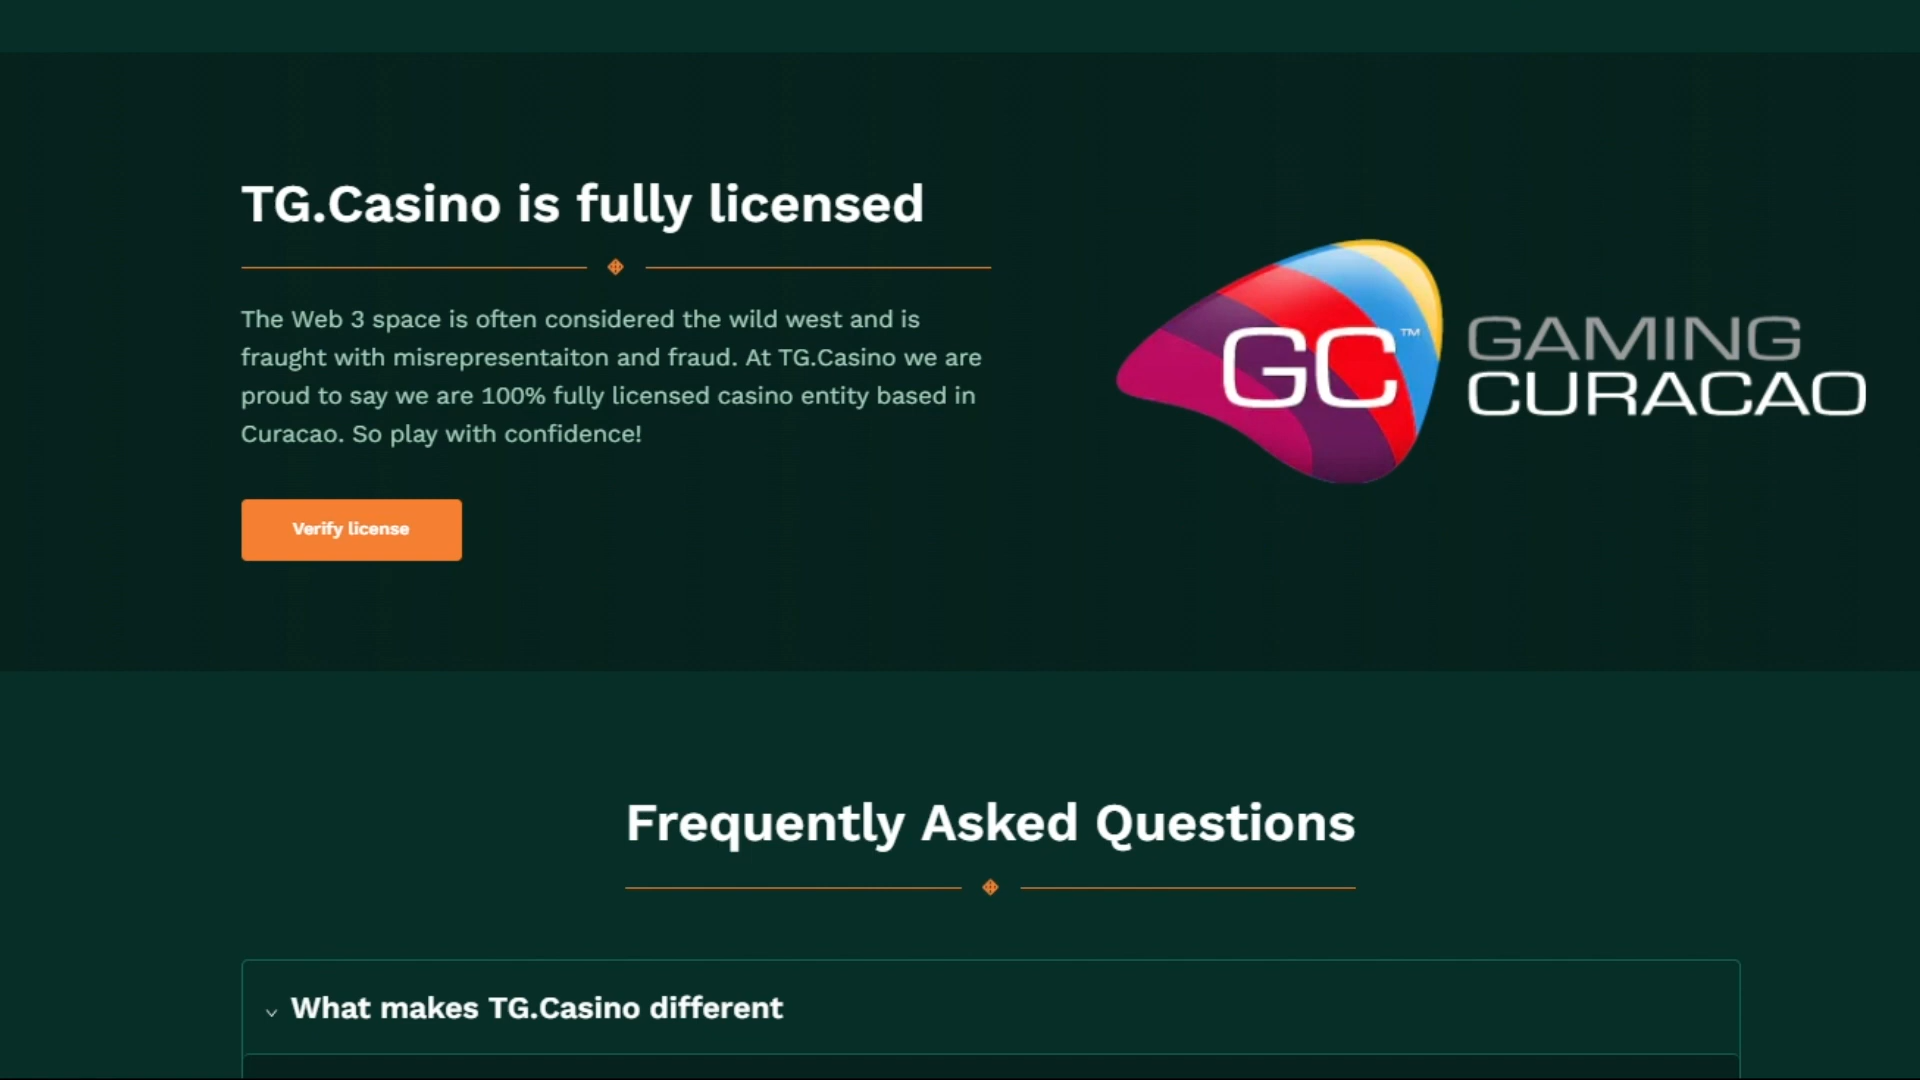 TG.Casino is fully licensed
The Web 3 space is often considered the wild west and is
fraught with misrepresentaiton and fraud. At TG.Casino we are
proud to say we are 100% fully licensed casino entity based in
Curacao. So play with confidence!
Verify license
GC™
GAMING
CURACAO
Frequently Asked Questions
What makes TG.Casino different